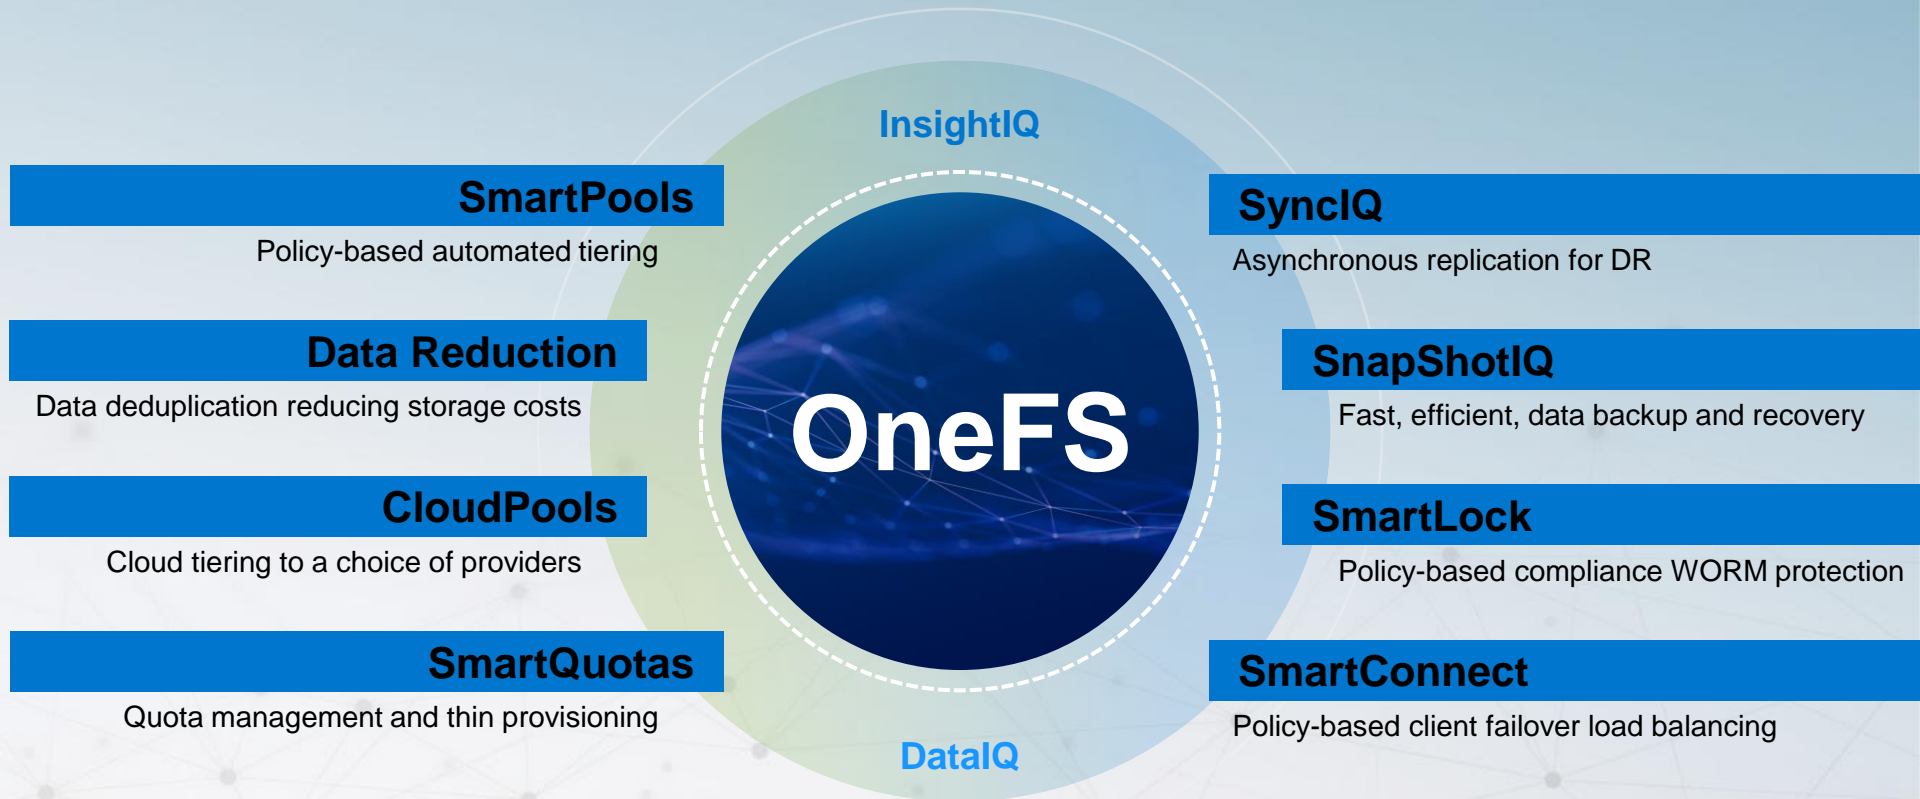 InsightIQ
SmartPools
Policy-based automated tiering
Data Reduction
Data deduplication reducing storage costs
CloudPools
Cloud tiering to a choice of providers
SmartQuotas
Quota management and thin provisioning
OneFS
SyncIQ
Asynchronous replication for DR
SnapShotIQ
Fast, efficient, data backup and recovery
SmartLock
Policy-based compliance WORM protection
SmartConnect
Policy-based client failover load balancing
DataIQ